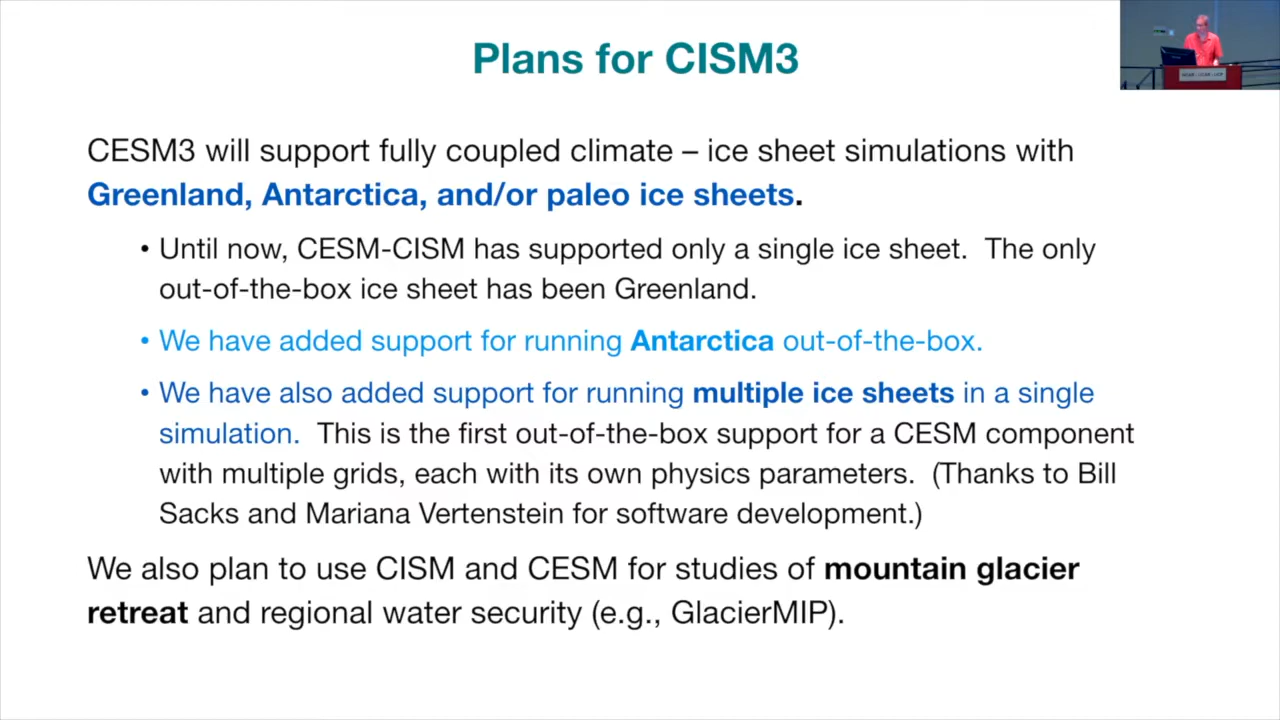 Plans for CISM3
CESM3 will support fully coupled climate – ice sheet simulations with
Greenland, Antarctica, and/or paleo ice sheets.
• Until now, CESM-CISM has supported only a single ice sheet.  The only
out-of-the-box ice sheet has been Greenland.
• We have added support for running Antarctica out-of-the-box.
• We have also added support for running multiple ice sheets in a single
simulation.  This is the first out-of-the-box support for a CESM component
with multiple grids, each with its own physics parameters.  (Thanks to Bill
Sacks and Mariana Vertenstein for software development.)
We also plan to use CISM and CESM for studies of mountain glacier
retreat and regional water security (e.g., GlacierMIP).